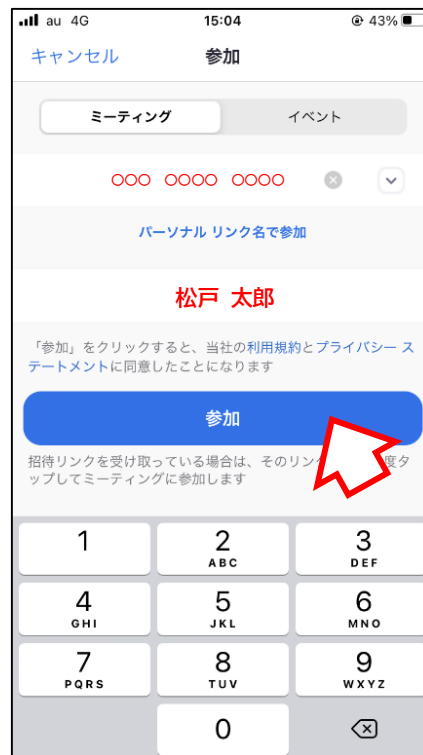 au 4G 15:04 43%
キャンセル 参加
ミーティング イベント
○○○ ○○○○ ○○○○
パーソナル リンク名で参加
松戸 太郎
「参加」をクリックすると、当社の利用規約とプライバシー ス
テートメントに同意したことになります
参加
招待リンクを受け取っている場合は、そのリン 度タ
ップしてミーティングに参加します
1 2 3
ABC DEF
4 5 6
GHI JKL MNO
7 8 9
PQRS TUV WXYZ
0